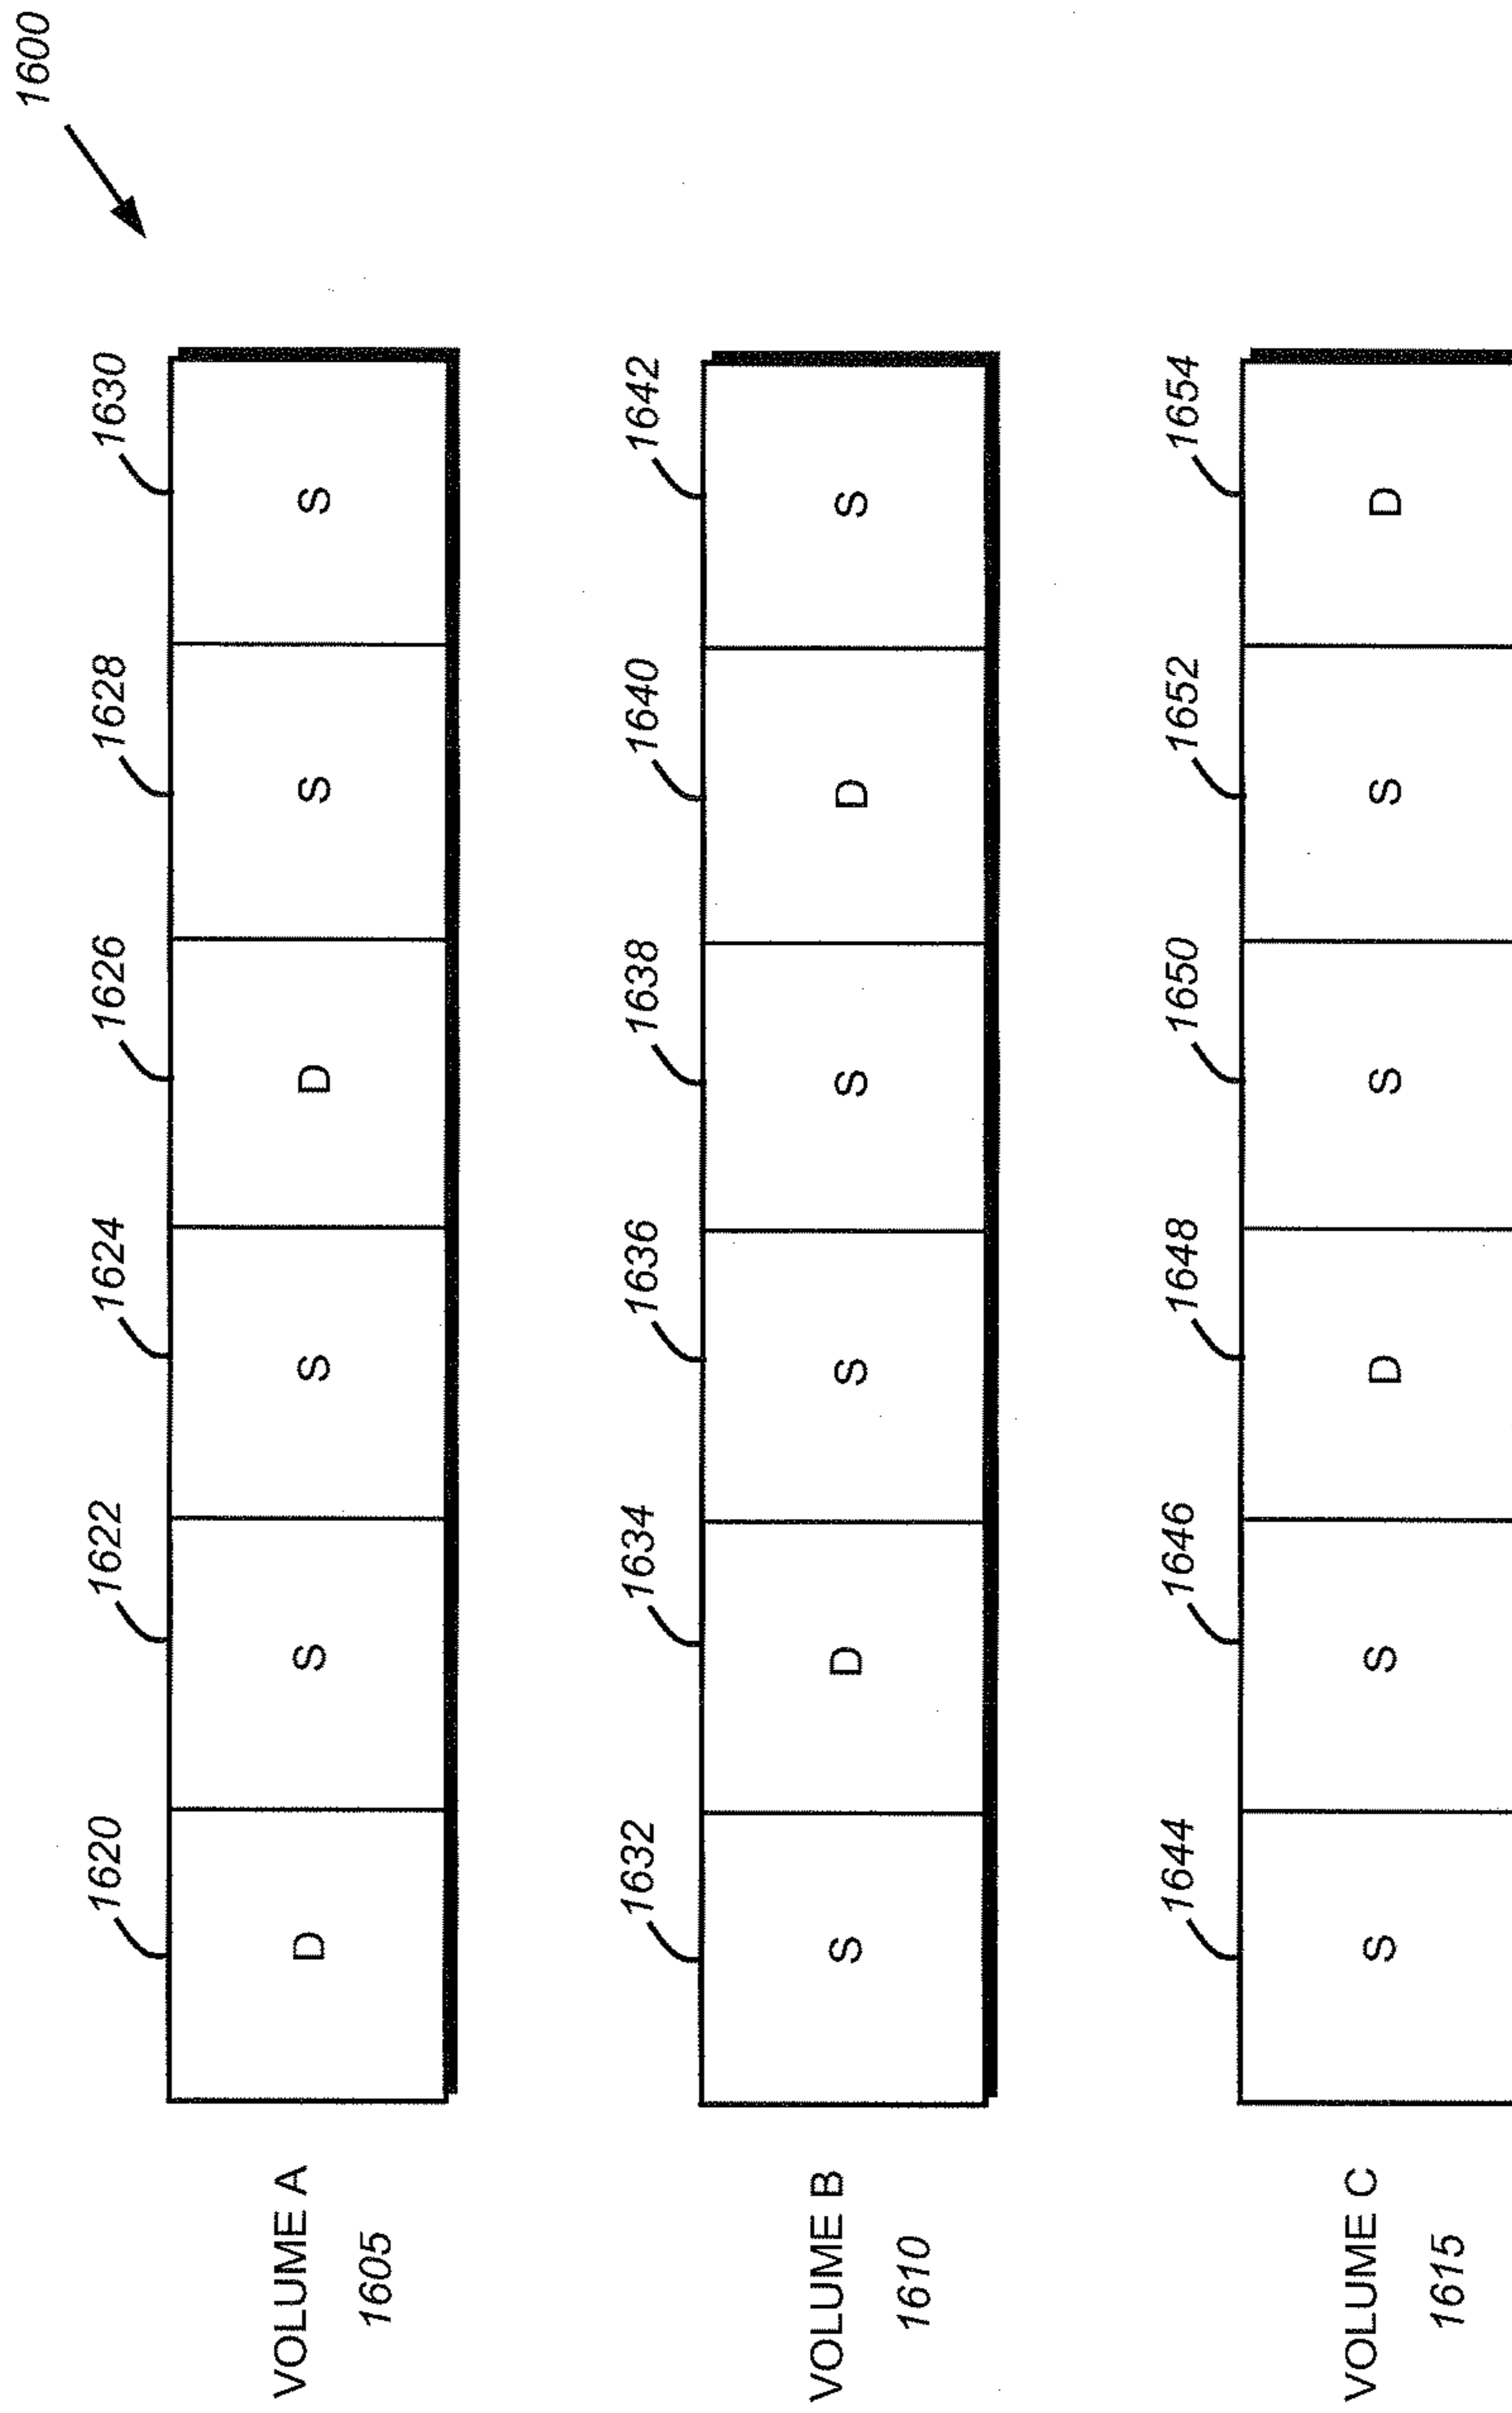 1600
1620 1622 1624 1626 1628 1630
VOLUME A D S S D S S
1605
1632 1634 1636 1638 1640 1642
VOLUME B S D S S D S
1610
1644 1646 1648 1650 1652 1654
VOLUME C S S D S S D
1615